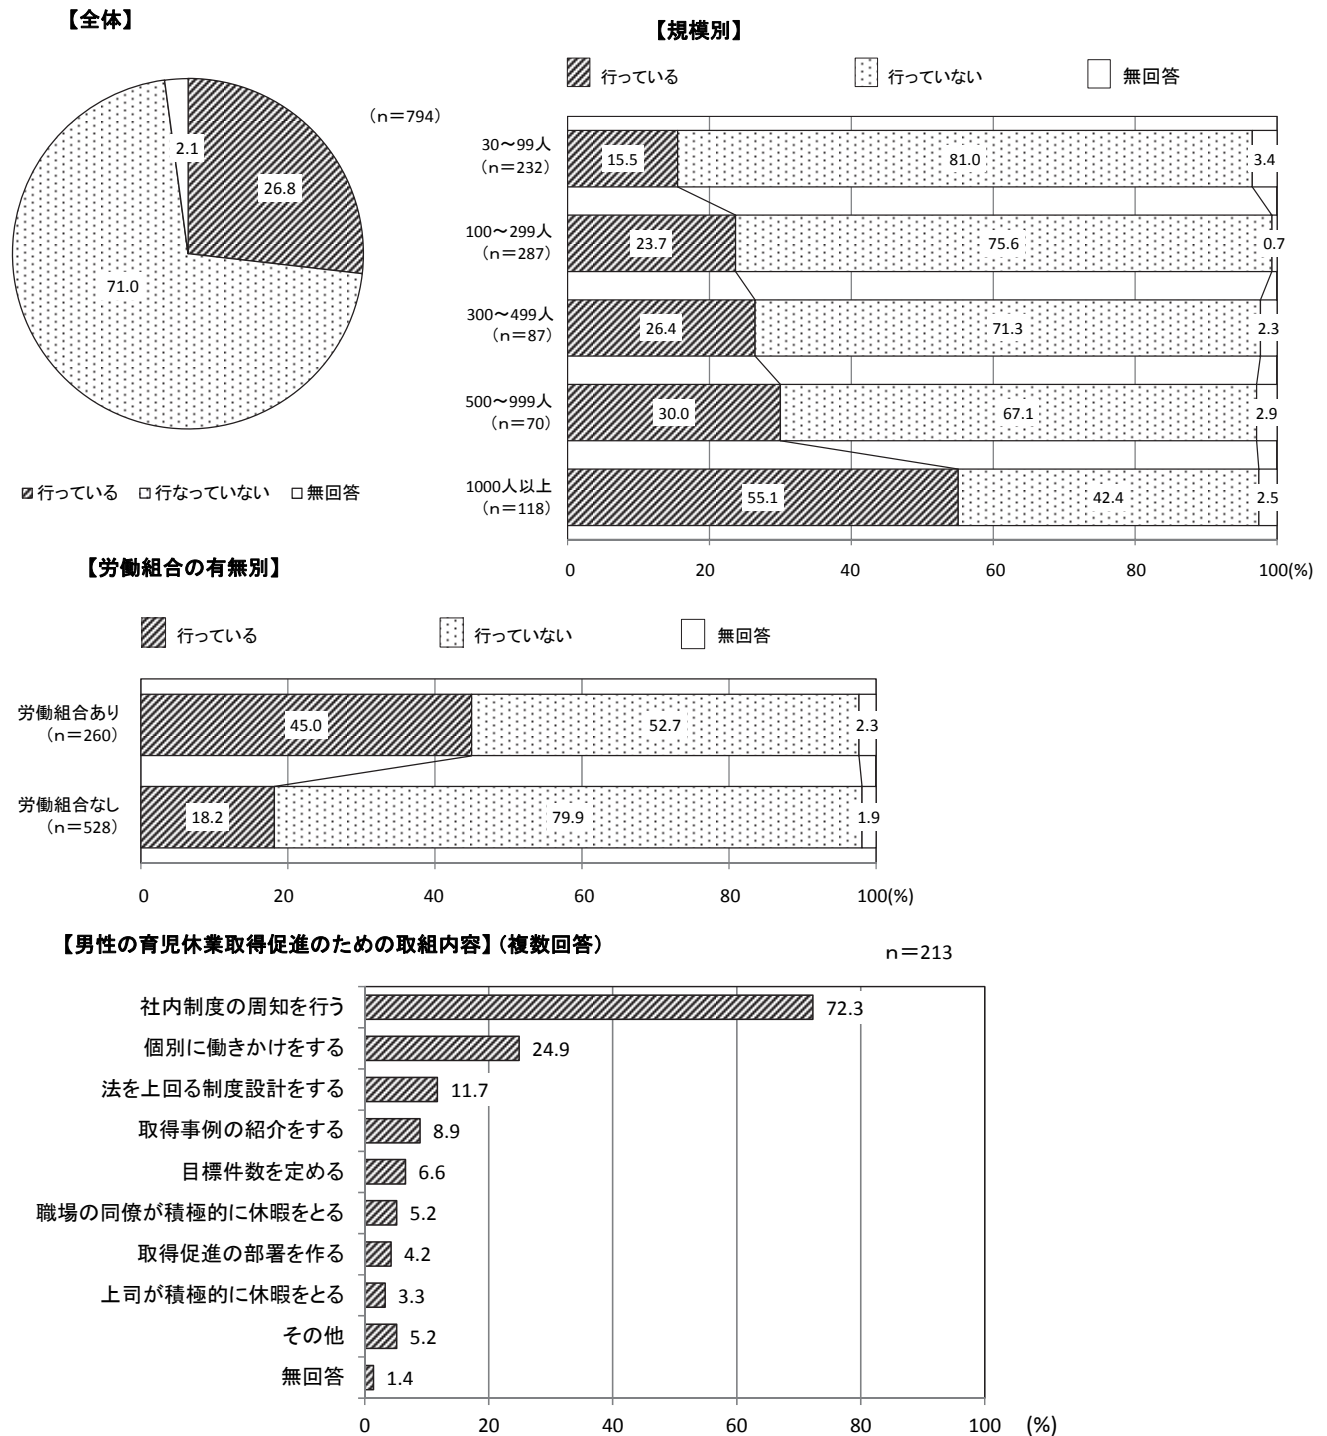 【全体】
(n=794)
2.1
26.8
71.0
行っている 行なっていない 無回答
【規模別】
行っている 行っていない 無回答
30～99人
(n=232)
15.5 81.0 3.4
100～299人
(n=287)
23.7 75.6 0.7
300～499人
(n=87)
26.4 71.3 2.3
500～999人
(n=70)
30.0 67.1 2.9
1000人以上
(n=118)
55.1 42.4 2.5
0 20 40 60 80 100(%)
【労働組合の有無別】
行っている 行っていない 無回答
労働組合あり
(n=260)
45.0 52.7 2.3
労働組合なし
(n=528)
18.2 79.9 1.9
0 20 40 60 80 100(%)
【男性の育児休業取得促進のための取組内容】(複数回答)
n=213
社内制度の周知を行う 72.3
個別に働きかけをする 24.9
法を上回る制度設計をする 11.7
取得事例の紹介をする 8.9
目標件数を定める 6.6
職場の同僚が積極的に休暇をとる 5.2
取得促進の部署を作る 4.2
上司が積極的に休暇をとる 3.3
その他 5.2
無回答 1.4
0 20 40 60 80 100 (%)